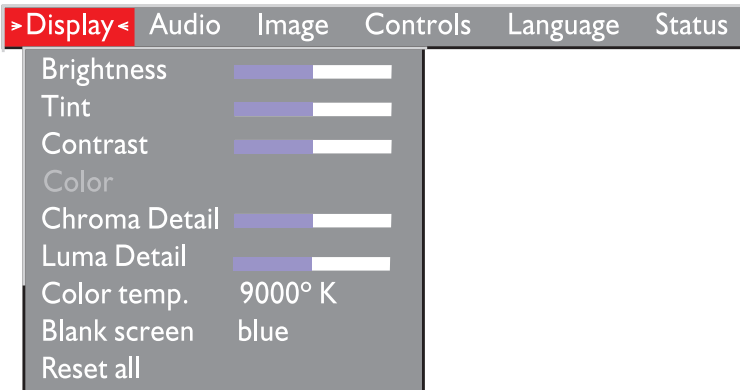 >Display< Audio Image Controls Language Status
Brightness
Tint
Contrast
Color
Chroma Detail
Luma Detail
Color temp. 9000° K
Blank screen blue
Reset all